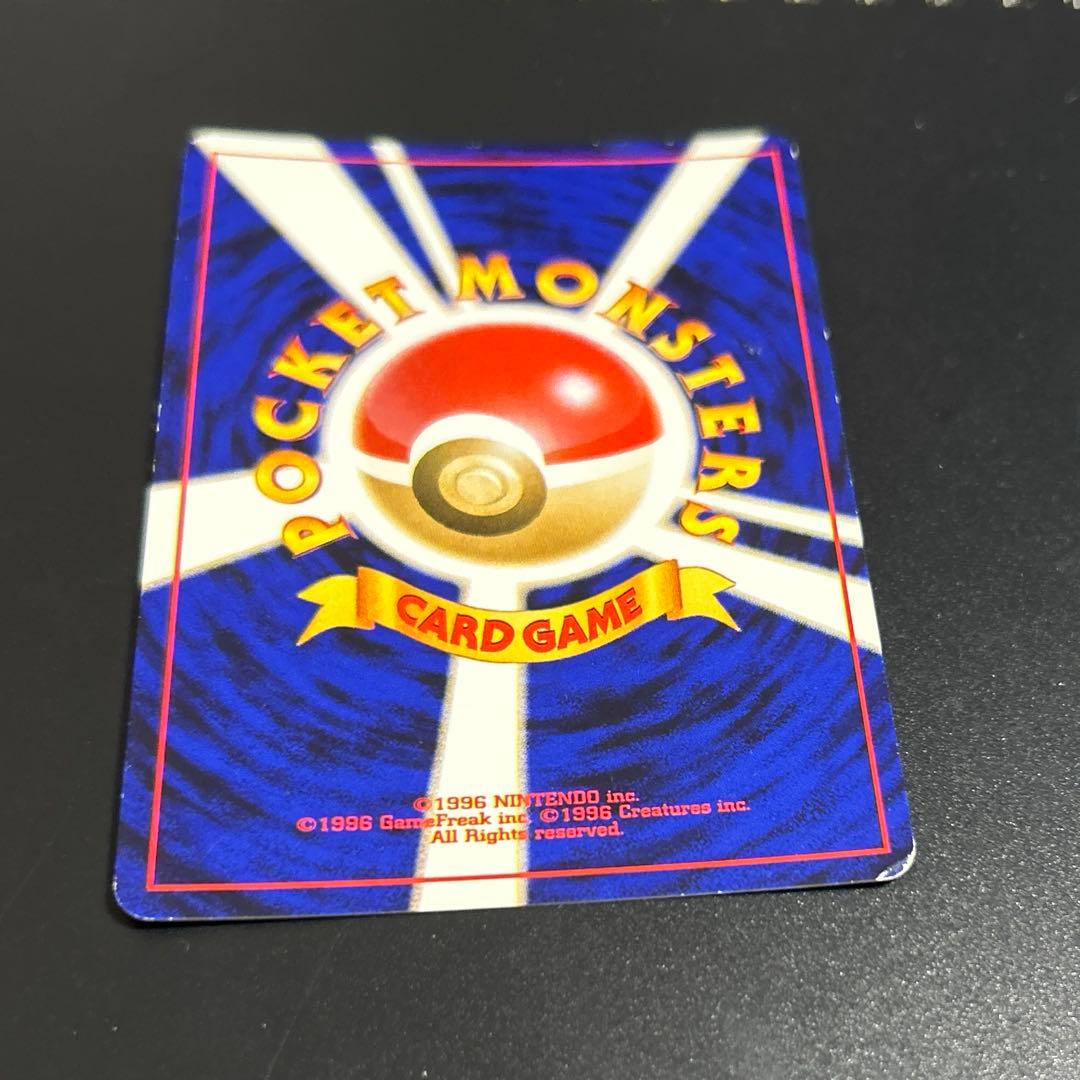 POCKET MONSTERS
CARD GAME
©1996 NINTENDO inc.
©1996 GameFreak inc. ©1996 Creatures inc.
All Rights reserved.